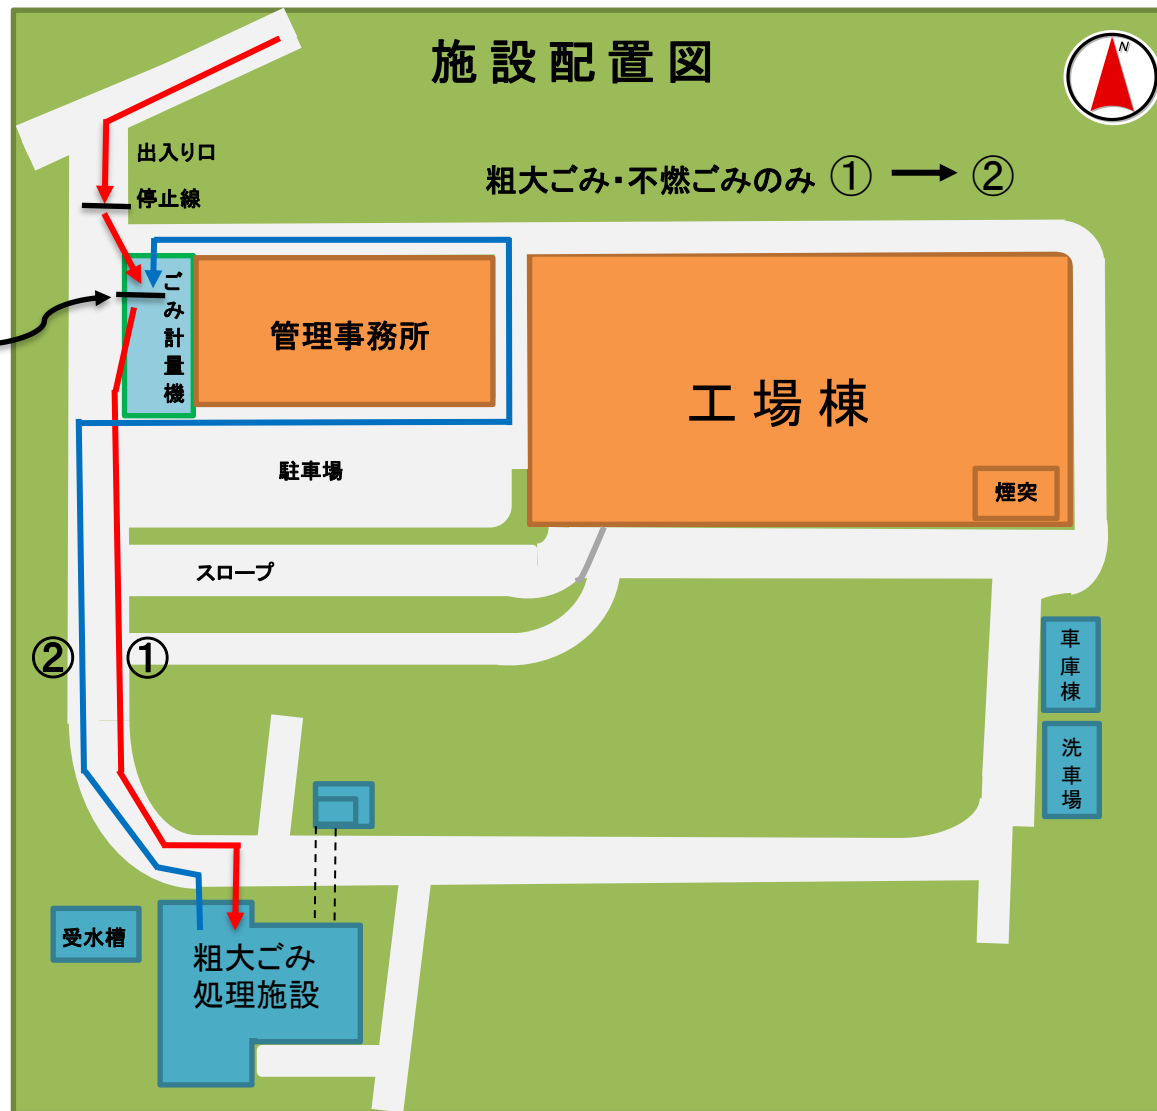 施設配置図
N
出入り口
停止線
粗大ごみ・不燃ごみのみ ① → ②
ごみ計量機
管理事務所
工場棟
煙突
駐車場
スロープ
②
①
車庫棟
洗車場
受水槽
粗大ごみ
処理施設